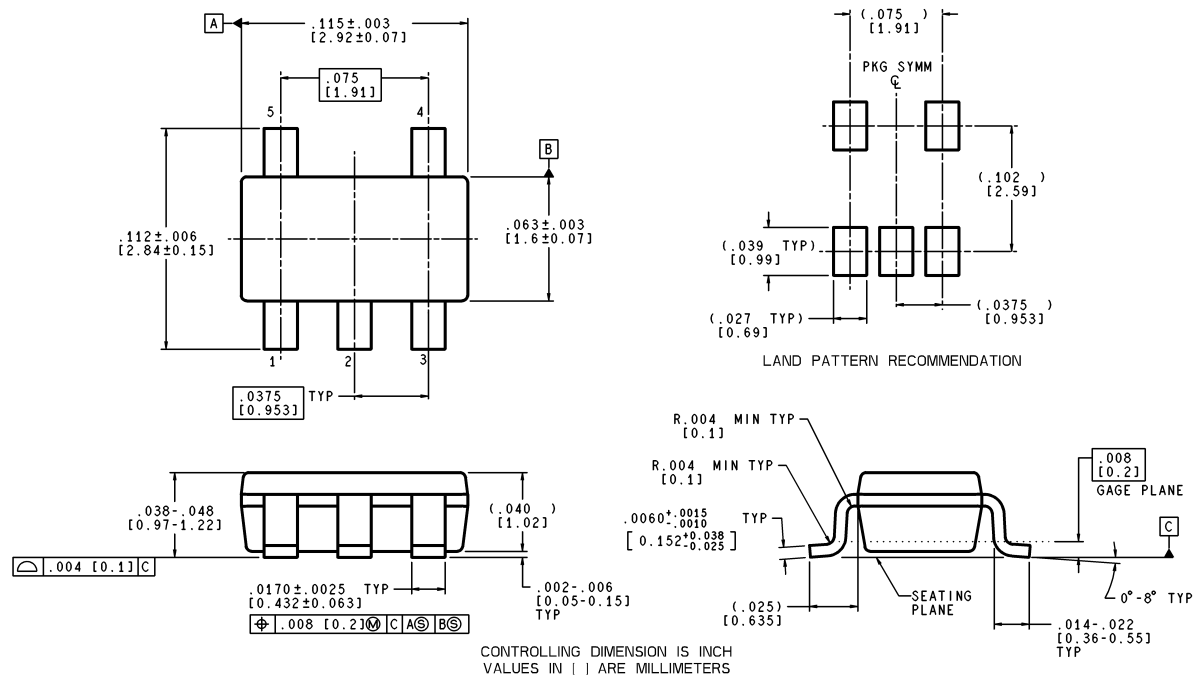 A
.115±.003
[2.92±0.07]
.075
[1.91]
5
4
B
.112±.006
[2.84±0.15]
.063±.003
[1.6±0.07]
1
2
3
.0375
[0.953]
TYP
(.075 )
[1.91]
PKG SYMM
℄
(.102 )
[2.59]
(.039 TYP)
[0.99]
(.027 TYP)
[0.69]
(.0375 )
[0.953]
LAND PATTERN RECOMMENDATION
.038-.048
[0.97-1.22]
(.040 )
[1.02]
⌓ .004 [0.1] C
.0170±.0025 TYP
[0.432±0.063]
⌖ .008 [0.2]Ⓜ C AⓈ BⓈ
.002-.006
[0.05-0.15]
TYP
R.004 MIN TYP
[0.1]
R.004 MIN TYP
[0.1]
.0060+.0015 -.0010 TYP
[0.152+0.038 -0.025]
.008
[0.2]
GAGE PLANE
C
SEATING
PLANE
0°-8° TYP
(.025)
[0.635]
.014-.022
[0.36-0.55]
TYP
CONTROLLING DIMENSION IS INCH
VALUES IN [ ] ARE MILLIMETERS